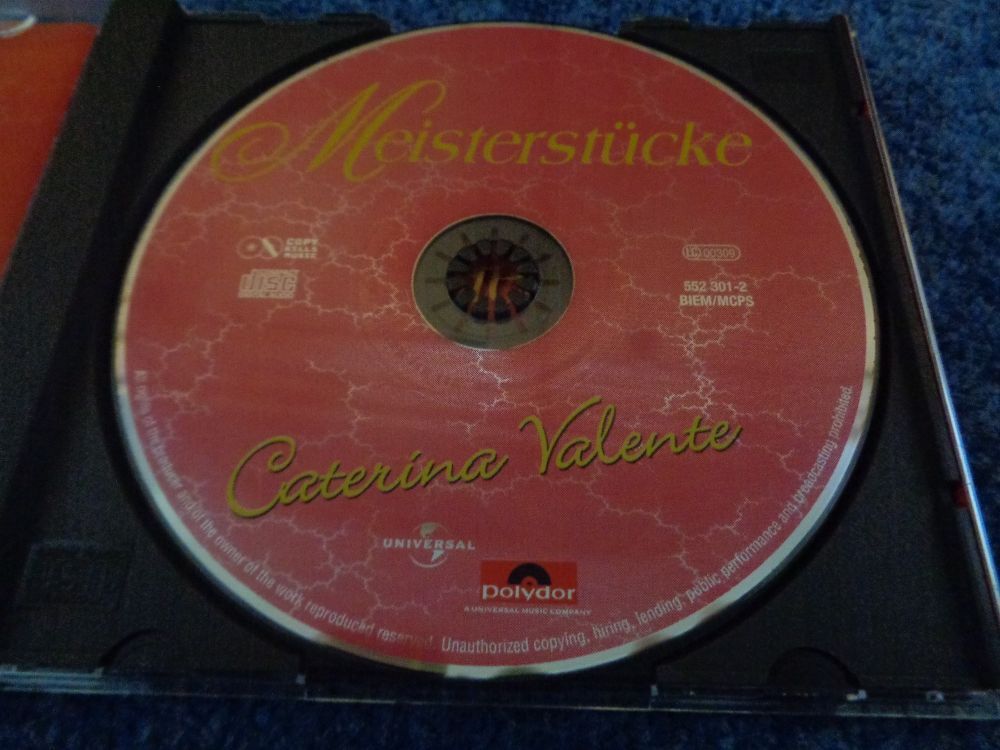 Meisterstücke
COPY
KILLS
MUSIC
LC 00309
disc
552 301-2
BIEM/MCPS
Caterina Valente
UNIVERSAL
polydor
A UNIVERSAL MUSIC COMPANY
All rights of the producer and of the owner of the work reproduced reserved. Unauthorized copying, hiring, lending, public performance and broadcasting prohibited.